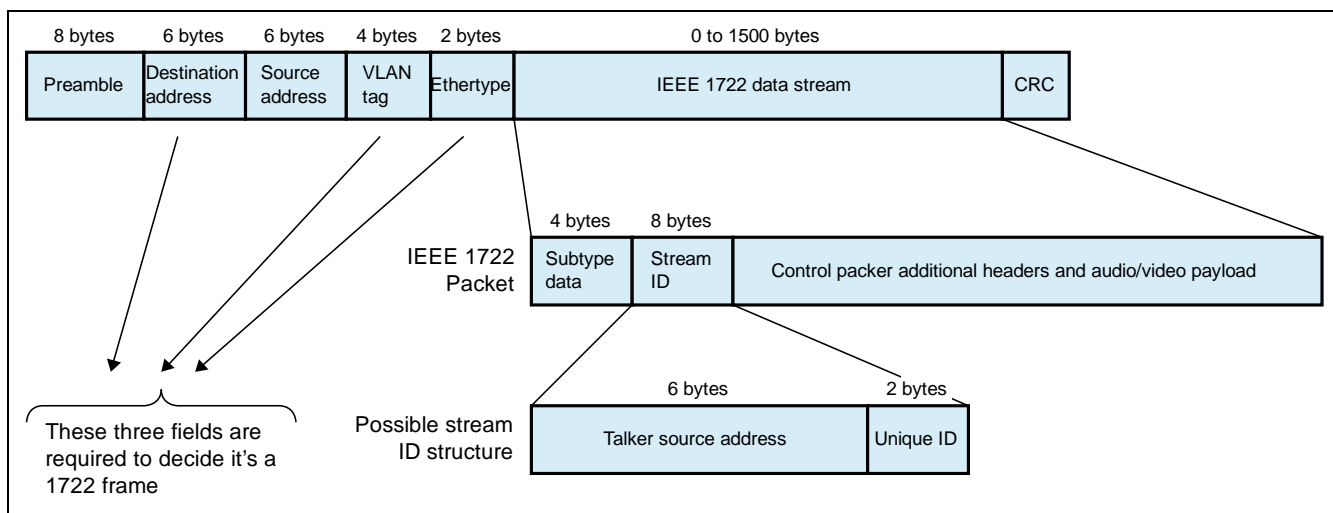 8 bytes 6 bytes 6 bytes 4 bytes 2 bytes 0 to 1500 bytes
Preamble
Destination
address
Source
address
VLAN
tag
Ethertype
IEEE 1722 data stream
CRC
4 bytes 8 bytes
IEEE 1722
Packet
Subtype
data
Stream
ID
Control packer additional headers and audio/video payload
6 bytes 2 bytes
Possible stream
ID structure
Talker source address
Unique ID
These three fields are
required to decide it's a
1722 frame